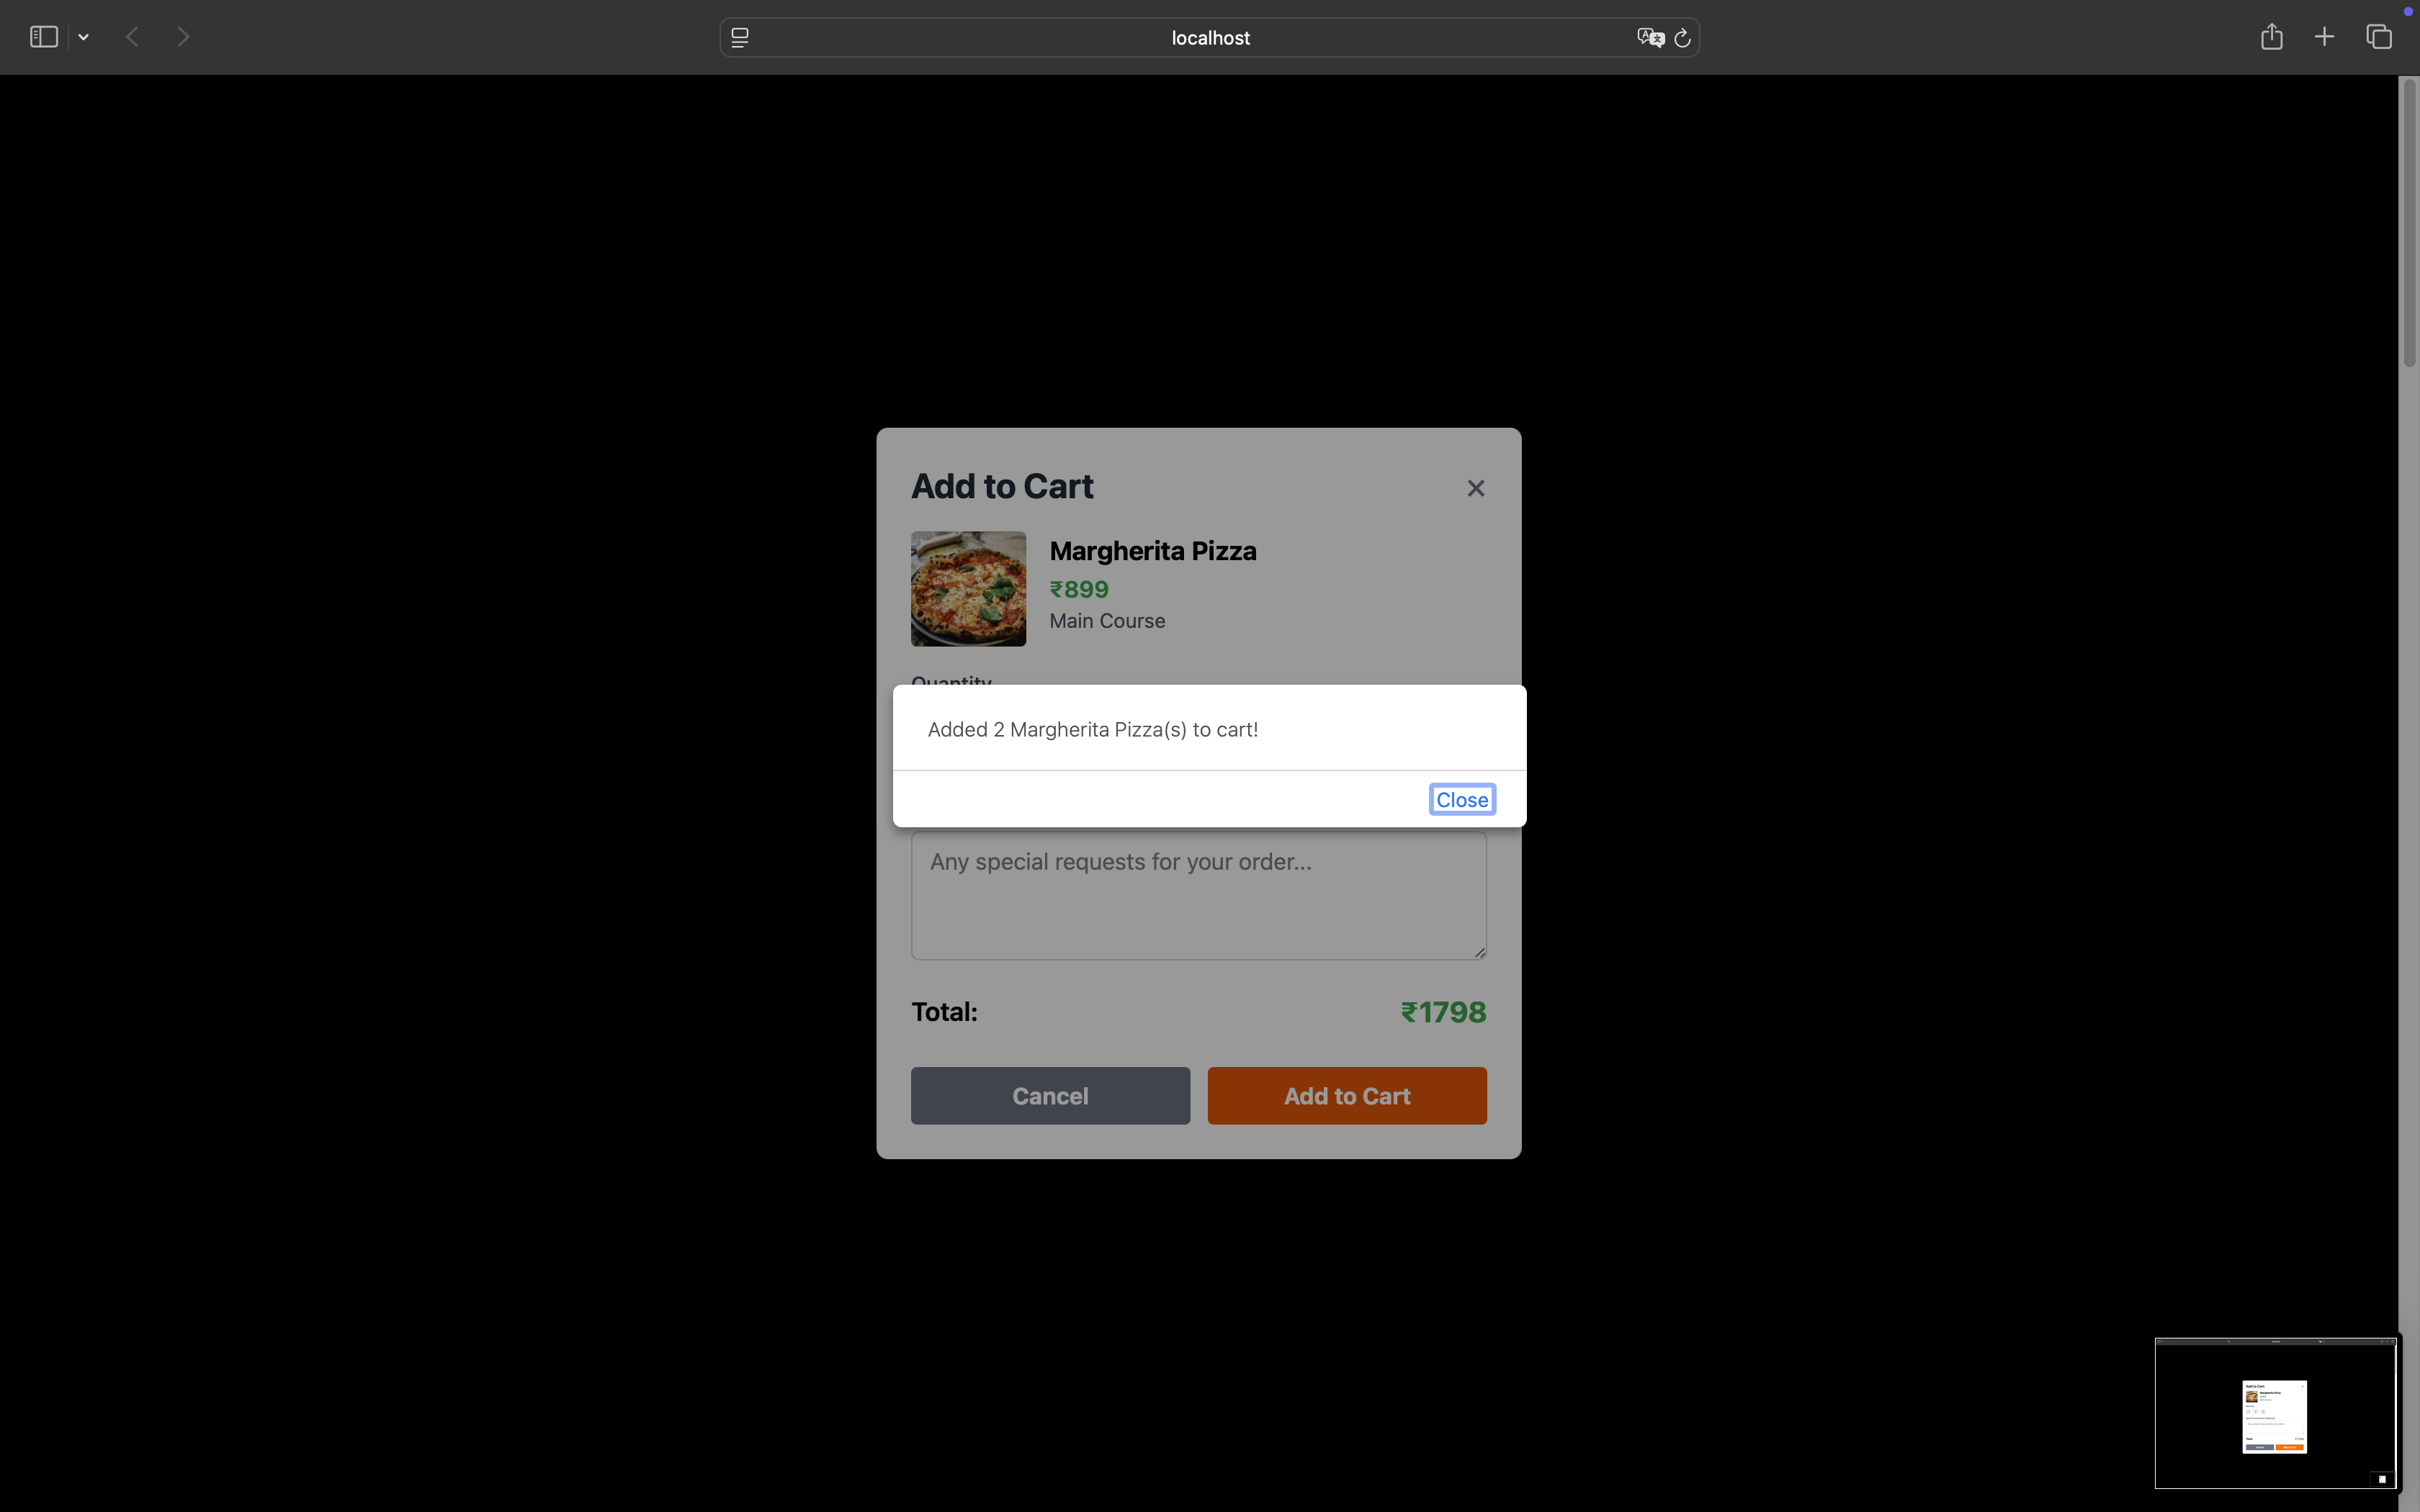 localhost
Add to Cart
Margherita Pizza
₹899
Main Course
Quantity
Added 2 Margherita Pizza(s) to cart!
Close
Any special requests for your order...
Total:
₹1798
Cancel
Add to Cart